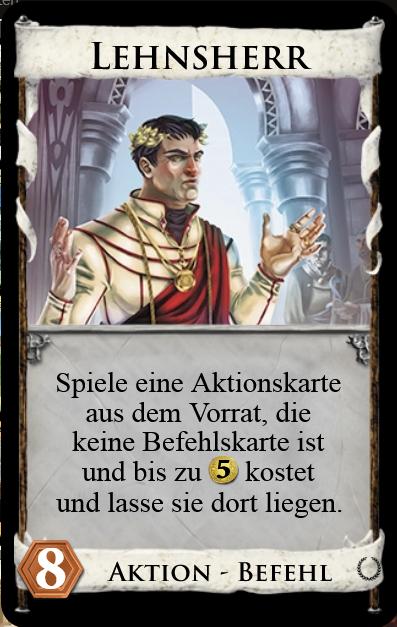 LEHNSHERR
Spiele eine Aktionskarte
aus dem Vorrat, die
keine Befehlskarte ist
und bis zu 5 kostet
und lasse sie dort liegen.
8
AKTION - BEFEHL